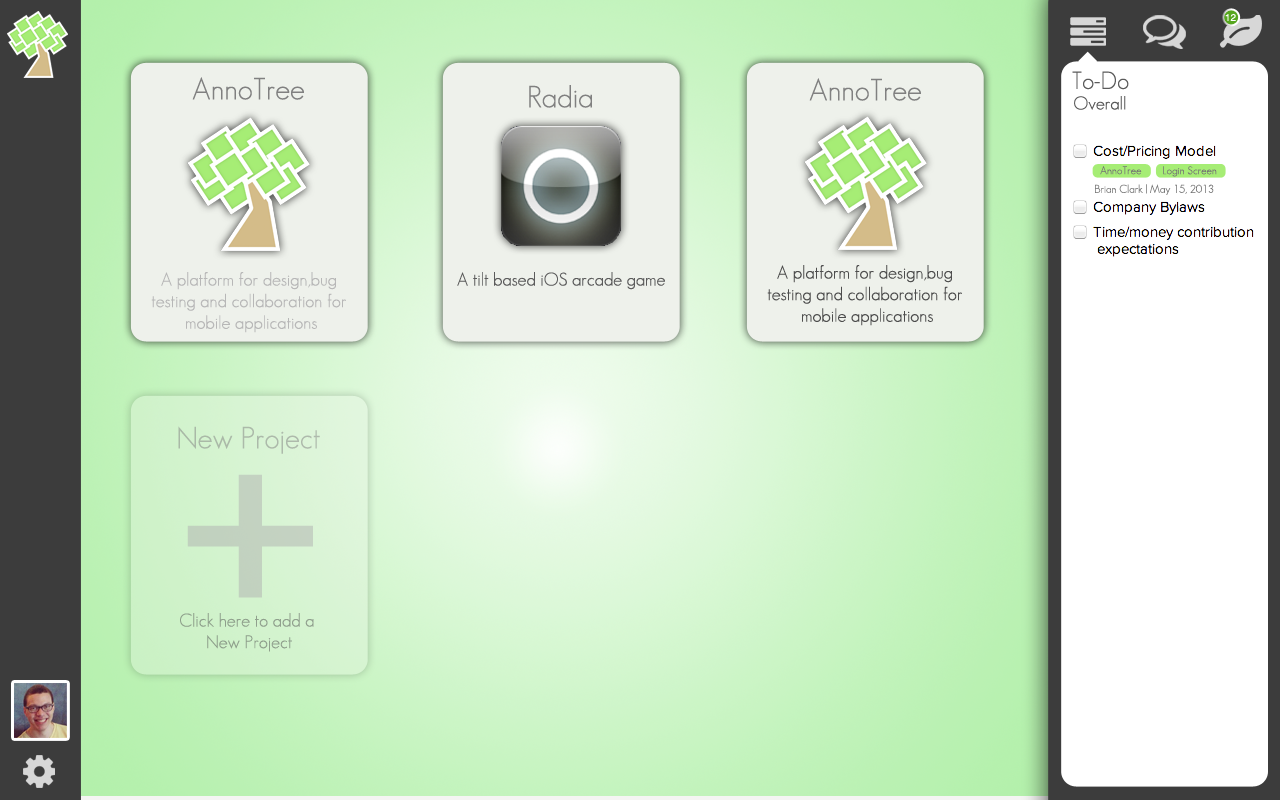 AnnoTree
A platform for design,bug
testing and collaboration for
mobile applications
Radia
A tilt based iOS arcade game
AnnoTree
A platform for design,bug
testing and collaboration for
mobile applications
New Project
Click here to add a
New Project
12
To-Do
Overall
Cost/Pricing Model
AnnoTree Login Screen
Brian Clark | May 15, 2013
Company Bylaws
Time/money contribution
expectations